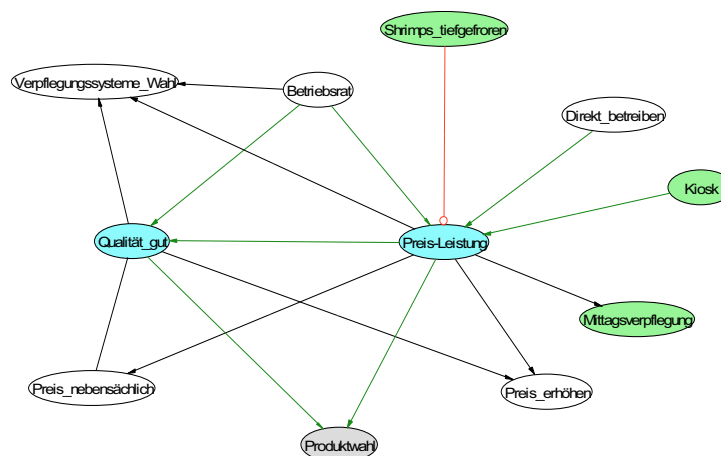 Shrimps_tiefgefroren
Verpflegungssysteme_Wahl
Betriebsrat
Direkt_betreiben
Kiosk
Qualität_gut
Preis-Leistung
Mittagsverpflegung
Preis_nebensächlich
Preis_erhöhen
Produktwahl